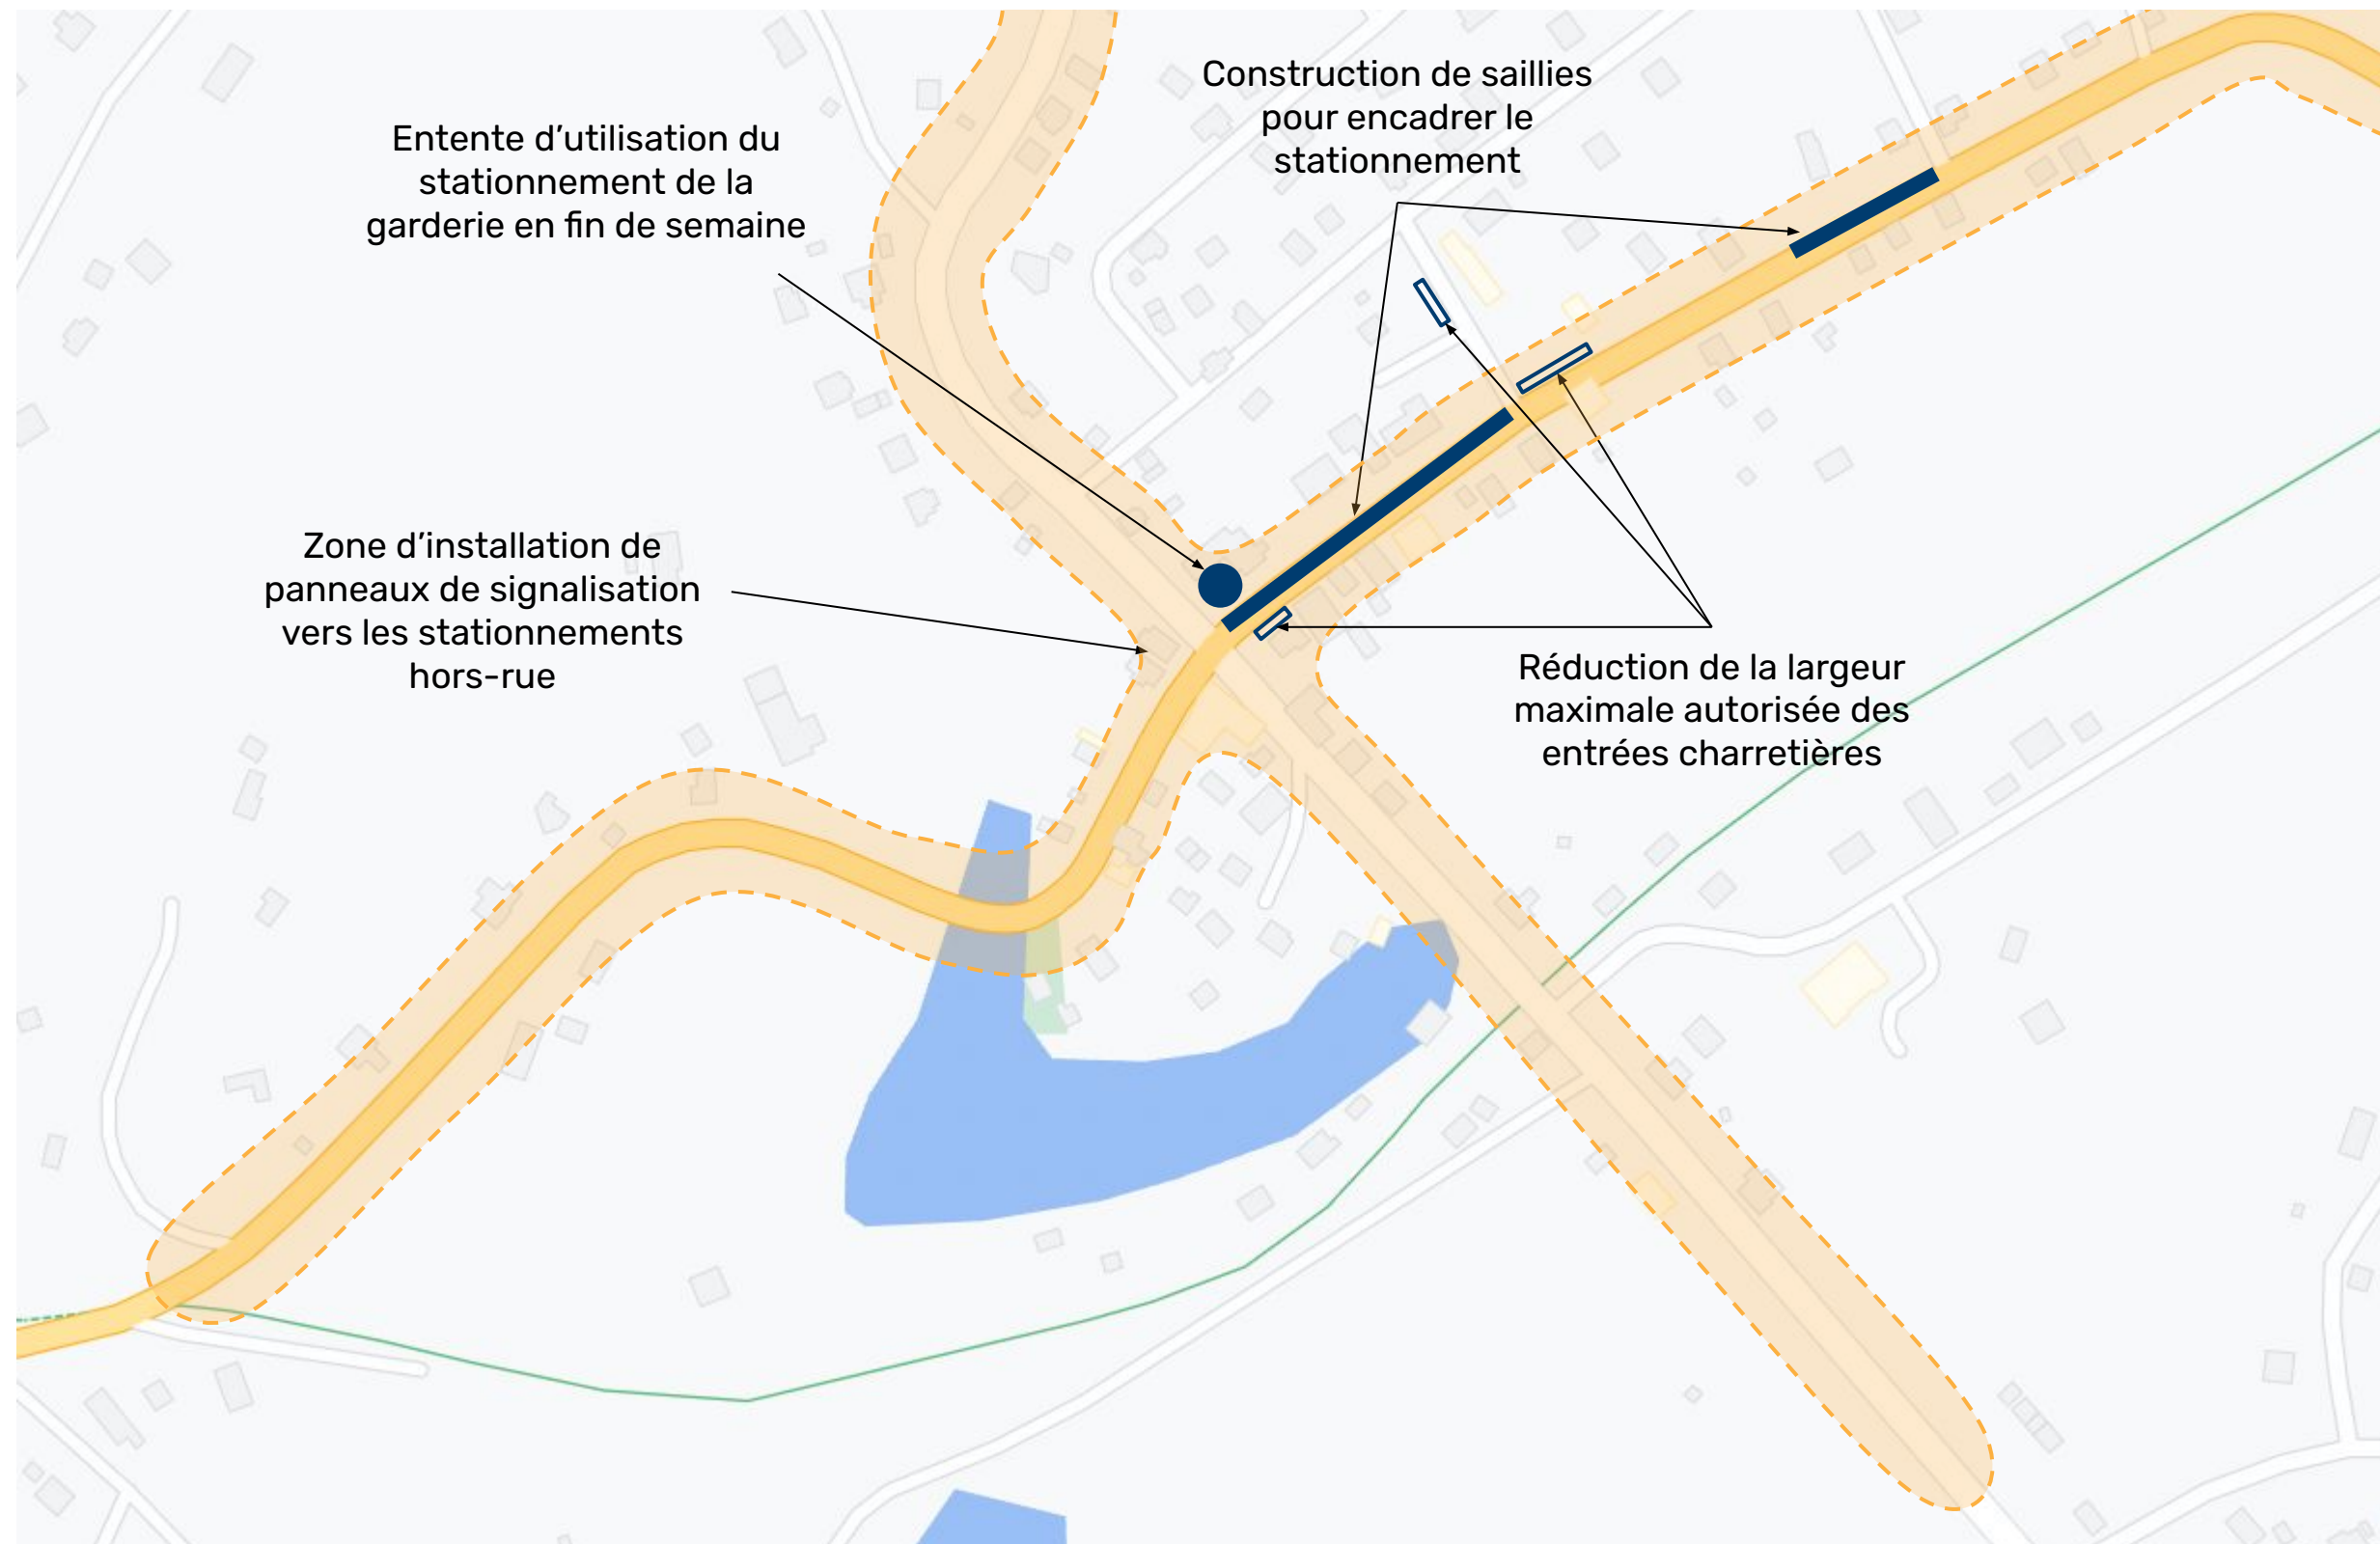 Construction de saillies
pour encadrer le
stationnement
Entente d’utilisation du
stationnement de la
garderie en fin de semaine
Zone d’installation de
panneaux de signalisation
vers les stationnements
hors-rue
Réduction de la largeur
maximale autorisée des
entrées charretières